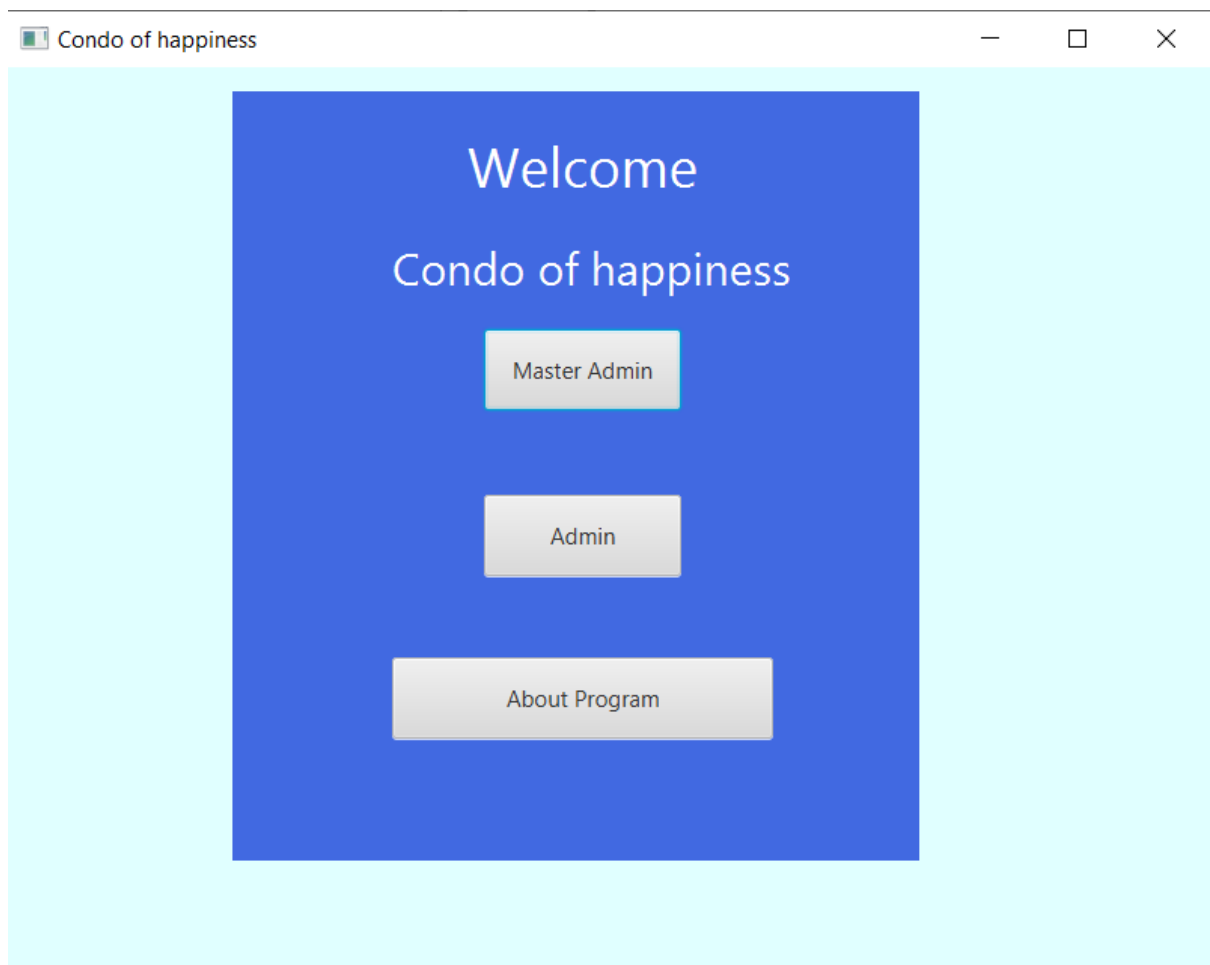 Condo of happiness
Welcome
Condo of happiness
Master Admin
Admin
About Program